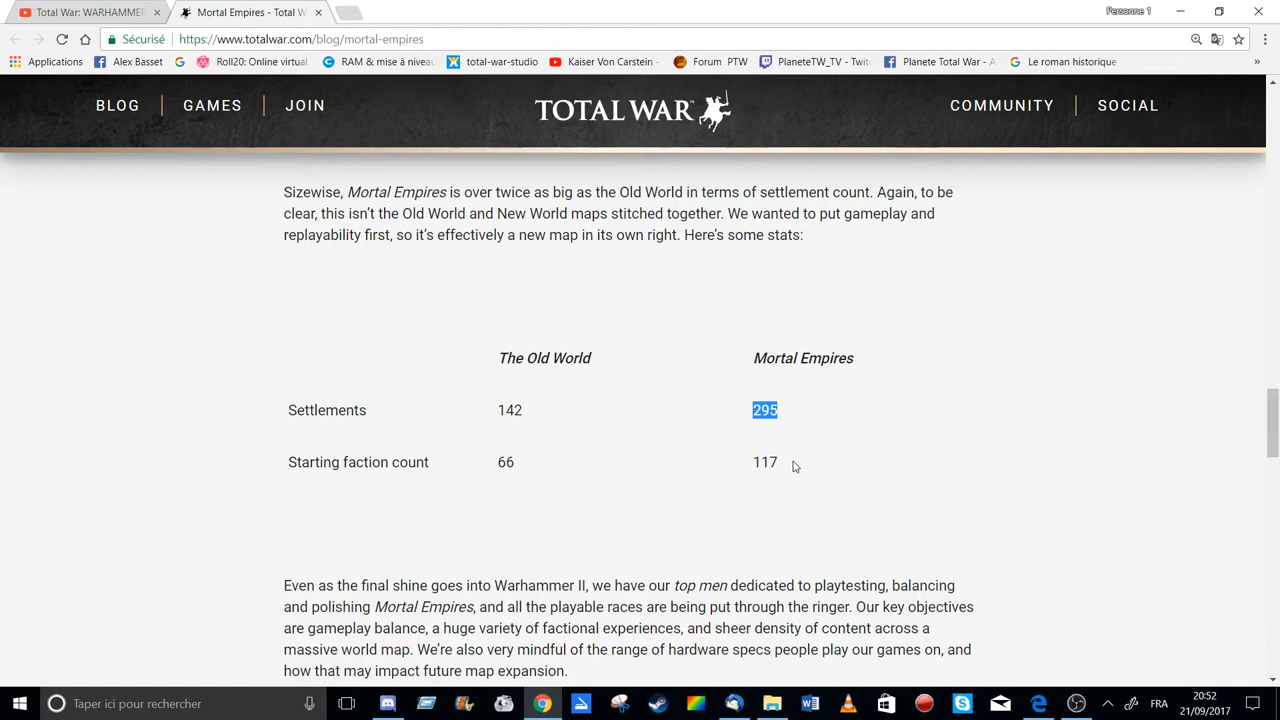 Total War: WARHAMMER
Mortal Empires - Total W
Personne 1
Sécurisé
https://www.totalwar.com/blog/mortal-empires
Applications
Alex Basset
Roll20: Online virtual
RAM & mise à niveau
total-war-studio
Kaiser Von Carstein -
Forum PTW
PlaneteTW_TV - Twitc
Planete Total War - A
Le roman historique
BLOG
GAMES
JOIN
TOTAL WAR
COMMUNITY
SOCIAL
Sizewise, Mortal Empires is over twice as big as the Old World in terms of settlement count. Again, to be
clear, this isn't the Old World and New World maps stitched together. We wanted to put gameplay and
replayability first, so it's effectively a new map in its own right. Here's some stats:
The Old World Mortal Empires
Settlements 142 295
Starting faction count 66 117
Even as the final shine goes into Warhammer II, we have our top men dedicated to playtesting, balancing
and polishing Mortal Empires, and all the playable races are being put through the ringer. Our key objectives
are gameplay balance, a huge variety of factional experiences, and sheer density of content across a
massive world map. We're also very mindful of the range of hardware specs people play our games on, and
how that may impact future map expansion.
Taper ici pour rechercher
FRA
20:52
21/09/2017